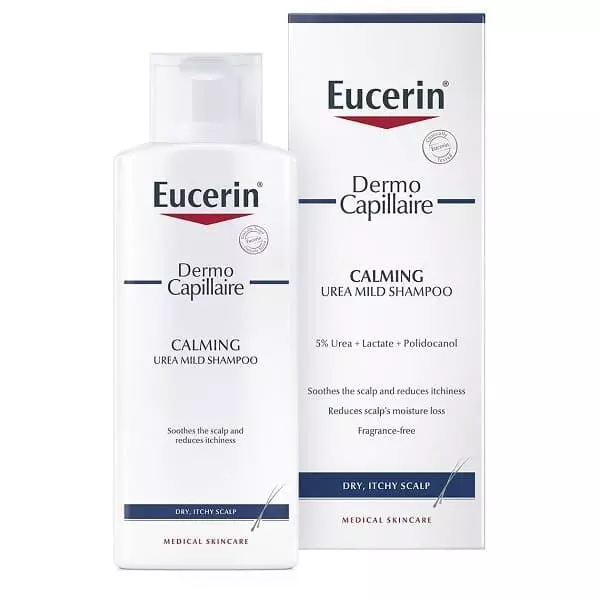 Eucerin®
Dermo
Capillaire
CALMING
UREA MILD SHAMPOO
Soothes the scalp and
reduces itchiness
DRY, ITCHY SCALP
MEDICAL SKINCARE
Eucerin®
Eucerin
Dermo
Capillaire
CALMING
UREA MILD SHAMPOO
5% Urea + Lactate + Polidocanol
Soothes the scalp and reduces itchiness
Reduces scalp's moisture loss
Fragrance-free
DRY, ITCHY SCALP
MEDICAL SKINCARE